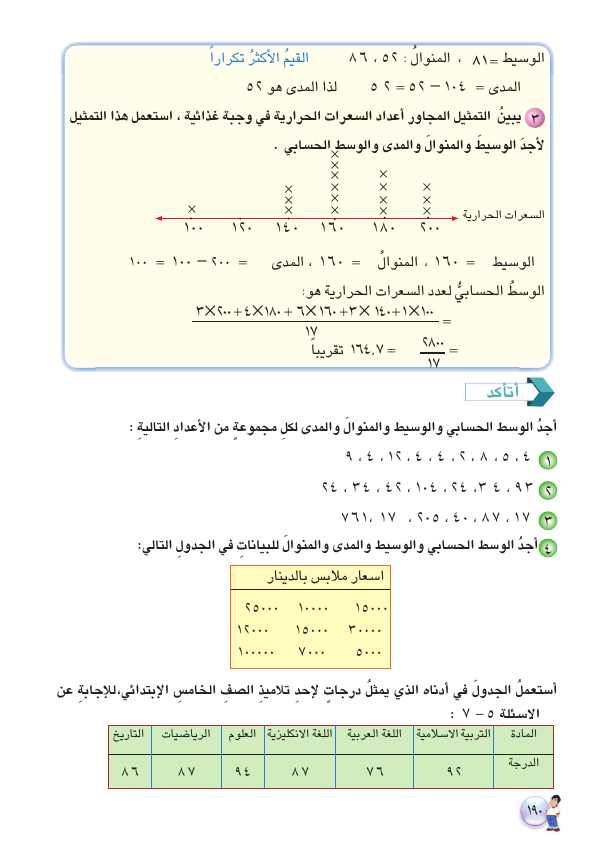 الوسيط = ٨١ ، المنوالُ : ٥٢ ، ٨٦ القيمُ الأكثرُ تكراراً
المدى = ١٠٤ – ٥٢ = ٥٢ لذا المدى هو ٥٢
٣ يبينُ التمثيل المجاور أعداد السعرات الحرارية في وجبة غذائية ، استعمل هذا التمثيل
لأجدَ الوسيطَ والمنوالَ والمدى والوسط الحسابي .
السعرات الحرارية
١٠٠ ١٢٠ ١٤٠ ١٦٠ ١٨٠ ٢٠٠
الوسيط = ١٦٠ ، المنوالُ = ١٦٠ ، المدى = ٢٠٠ – ١٠٠ = ١٠٠
الوسطُ الحسابيُّ لعدد السعرات الحرارية هو:
= ١٠٠×١+١٤٠×٣+١٦٠×٦+١٨٠×٤+٢٠٠×٣
١٧
= ٢٨٠٠ = ١٦٤,٧ تقريباً
١٧
أتأكد
أجدُ الوسط الحسابي والوسيط والمنوالَ والمدى لكلِ مجموعةٍ من الأعدادِ التاليةِ :
١ ٤ ، ٥ ، ٨ ، ٢ ، ٤ ، ٤ ، ١٢ ، ٤ ، ٩
٢ ٩٣ ، ٣٤ ، ٢٤ ، ١٠٤ ، ٤٢ ، ٣٤ ، ٢٤
٣ ١٧ ، ٨٧ ، ٤٠ ، ٢٠٥ ، ١٧ ، ٧٦١
٤ أجدُ الوسط الحسابي والوسيط والمدى والمنوالَ للبياناتِ في الجدولِ التالي:
اسعار ملابس بالدينار
١٥٠٠٠ ١٠٠٠٠ ٢٥٠٠٠
٣٠٠٠٠ ١٥٠٠٠ ١٢٠٠٠
٥٠٠٠ ٧٠٠٠ ١٠٠٠٠٠
أستعملُ الجدولَ في أدناه الذي يمثلُ درجاتٍ لاحدِ تلاميذِ الصفِ الخامسِ الإبتدائي،للإجابةِ عن
الاسئلة ٥ – ٧ :
المادة التربية الاسلامية اللغة العربية اللغة الانكليزية العلوم الرياضيات التاريخ
الدرجة ٩٢ ٧٦ ٨٧ ٩٤ ٨٧ ٨٦
١٩٠